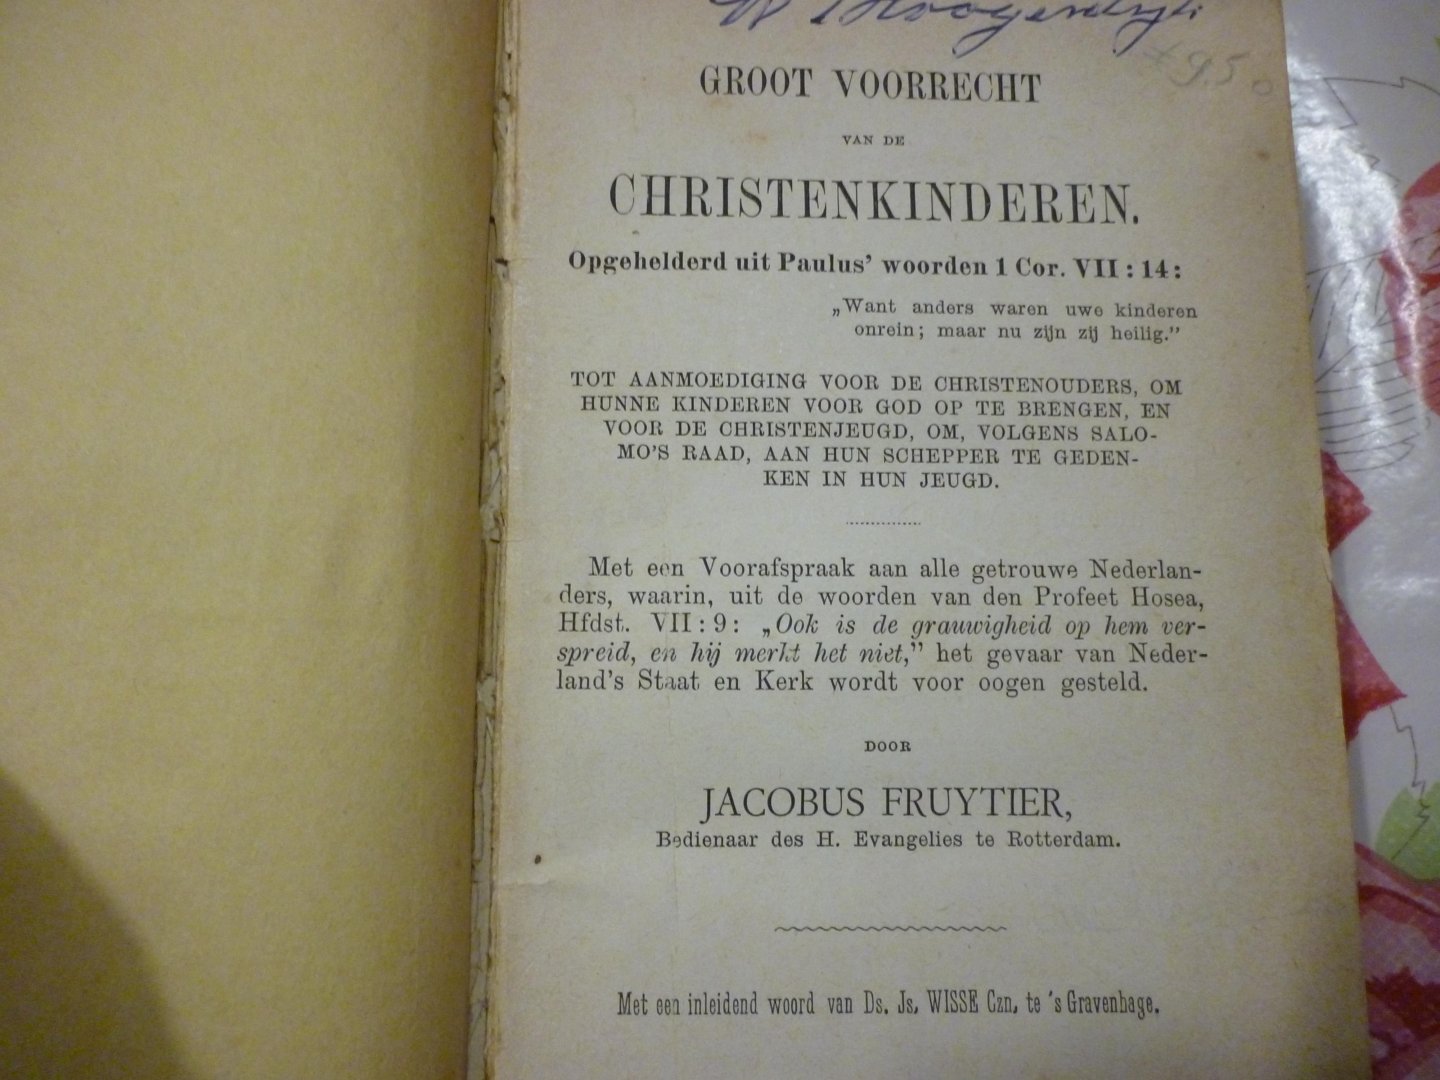 GROOT VOORRECHT
VAN DE
CHRISTENKINDEREN.
Opgehelderd uit Paulus’ woorden 1 Cor. VII : 14 :
„Want anders waren uwe kinderen
onrein; maar nu zijn zij heilig.”
TOT AANMOEDIGING VOOR DE CHRISTENOUDERS, OM
HUNNE KINDEREN VOOR GOD OP TE BRENGEN, EN
VOOR DE CHRISTENJEUGD, OM, VOLGENS SALO-
MO’S RAAD, AAN HUN SCHEPPER TE GEDEN-
KEN IN HUN JEUGD.
Met een Voorafspraak aan alle getrouwe Nederlan-
ders, waarin, uit de woorden van den Profeet Hosea,
Hfdst. VII : 9 : „Ook is de grauwigheid op hem ver-
spreid, en hij merkt het niet,” het gevaar van Neder-
land’s Staat en Kerk wordt voor oogen gesteld.
DOOR
JACOBUS FRUYTIER,
Bedienaar des H. Evangelies te Rotterdam.
Met een inleidend woord van Ds. Js. WISSE Czn. te ’s Gravenhage.